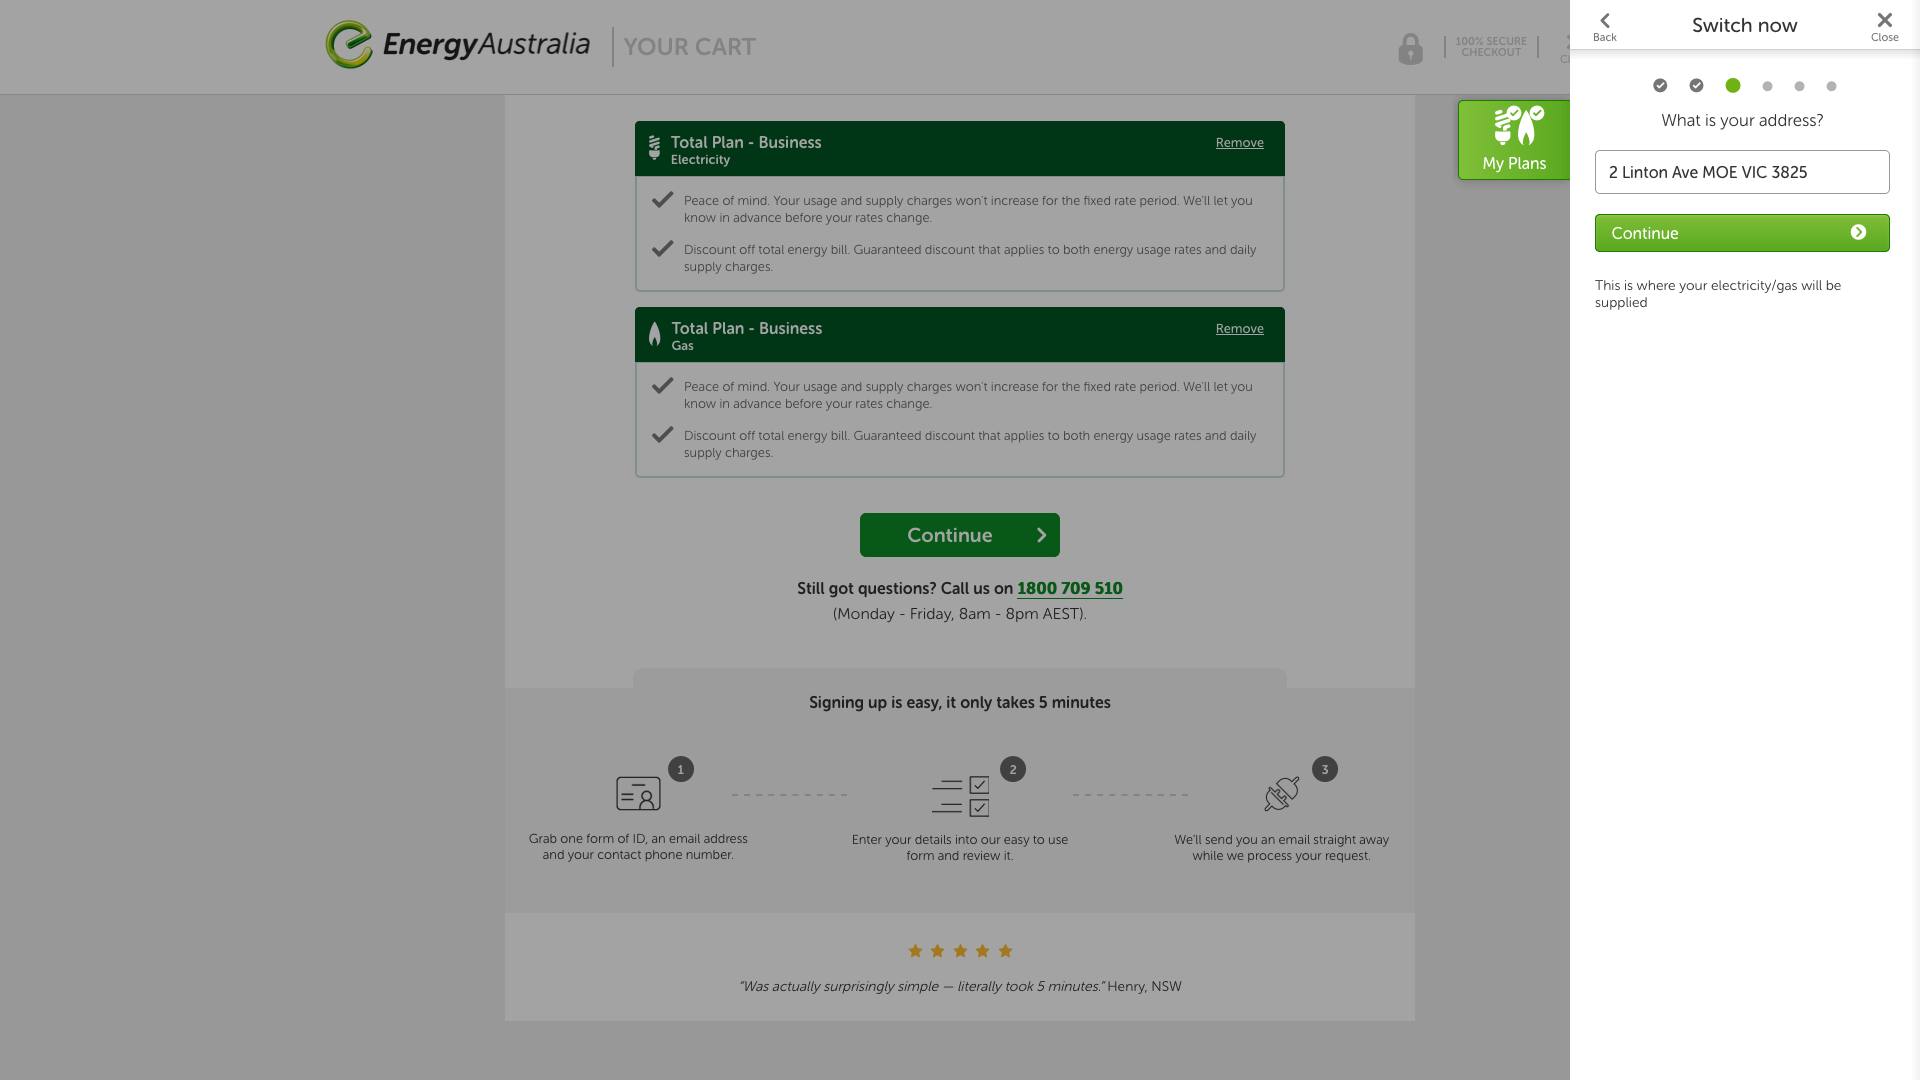 EnergyAustralia
YOUR CART
100% SECURE
CHECKOUT
Back
Switch now
Close
What is your address?
2 Linton Ave MOE VIC 3825
Continue
This is where your electricity/gas will be
supplied
My Plans
Total Plan - Business
Electricity
Remove
Peace of mind. Your usage and supply charges won't increase for the fixed rate period. We'll let you
know in advance before your rates change.
Discount off total energy bill. Guaranteed discount that applies to both energy usage rates and daily
supply charges.
Total Plan - Business
Gas
Remove
Peace of mind. Your usage and supply charges won't increase for the fixed rate period. We'll let you
know in advance before your rates change.
Discount off total energy bill. Guaranteed discount that applies to both energy usage rates and daily
supply charges.
Continue
Still got questions? Call us on 1800 709 510
(Monday - Friday, 8am - 8pm AEST).
Signing up is easy, it only takes 5 minutes
1
Grab one form of ID, an email address
and your contact phone number.
2
Enter your details into our easy to use
form and review it.
3
We'll send you an email straight away
while we process your request.
“Was actually surprisingly simple — literally took 5 minutes.” Henry, NSW